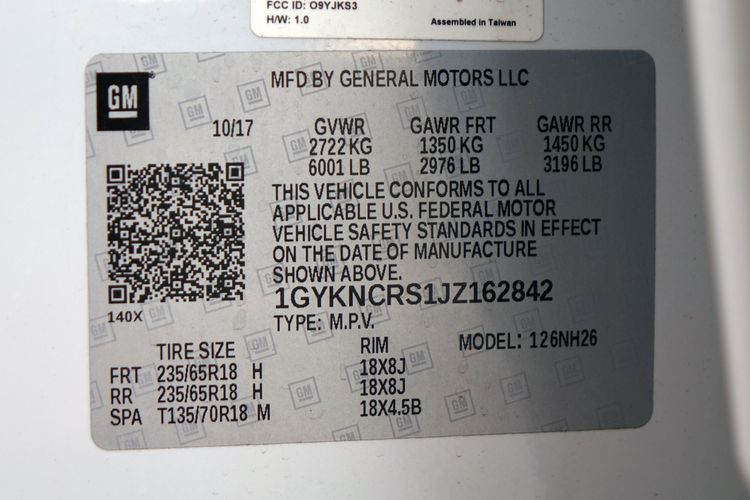 FCC ID: O9YJKS3
H/W: 1.0
Assembled in Taiwan
GM
MFD BY GENERAL MOTORS LLC
10/17 GVWR GAWR FRT GAWR RR
2722 KG 1350 KG 1450 KG
6001 LB 2976 LB 3196 LB
THIS VEHICLE CONFORMS TO ALL
APPLICABLE U.S. FEDERAL MOTOR
VEHICLE SAFETY STANDARDS IN EFFECT
ON THE DATE OF MANUFACTURE
SHOWN ABOVE.
1GYKNCRS1JZ162842
140X
TYPE: M.P.V.
MODEL: 126NH26
TIRE SIZE RIM
FRT 235/65R18 H 18X8J
RR 235/65R18 H 18X8J
SPA T135/70R18 M 18X4.5B